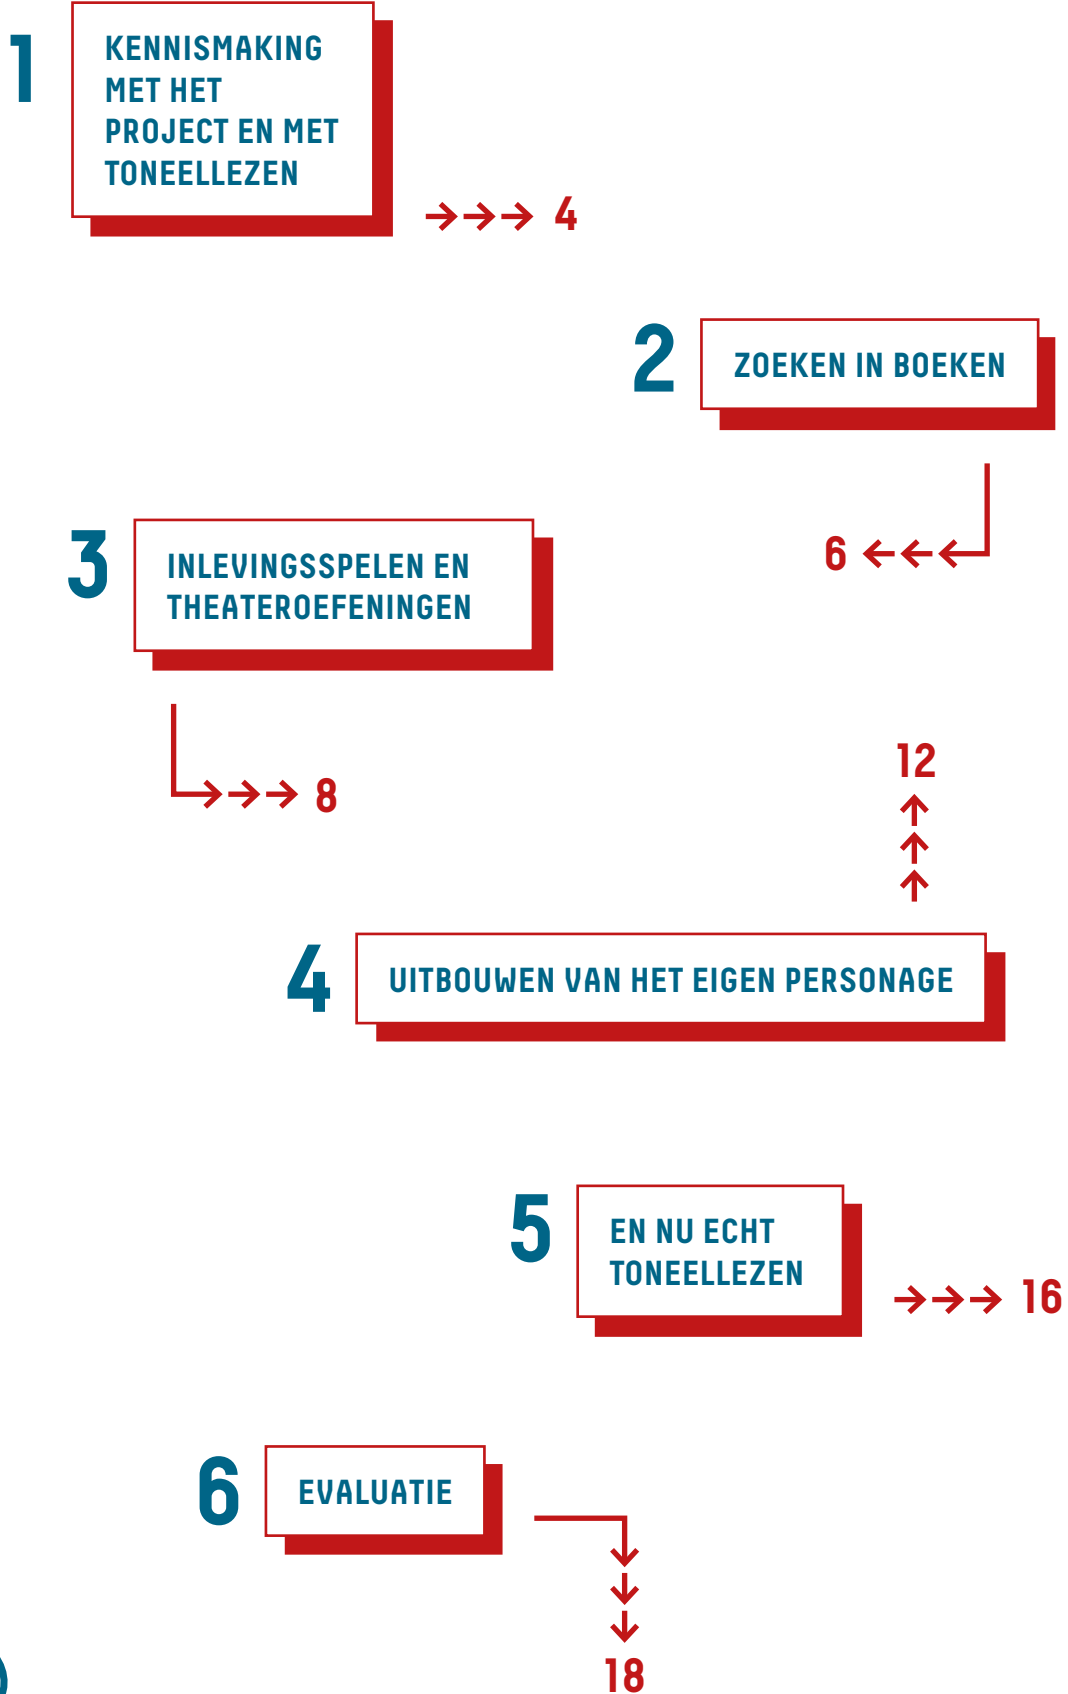 1
KENNISMAKING
MET HET
PROJECT EN MET
TONEELLEZEN
4
2
ZOEKEN IN BOEKEN
6
3
INLEVINGSSPELEN EN
THEATEROEFENINGEN
8
12
4
UITBOUWEN VAN HET EIGEN PERSONAGE
5
EN NU ECHT
TONEELLEZEN
16
6
EVALUATIE
18